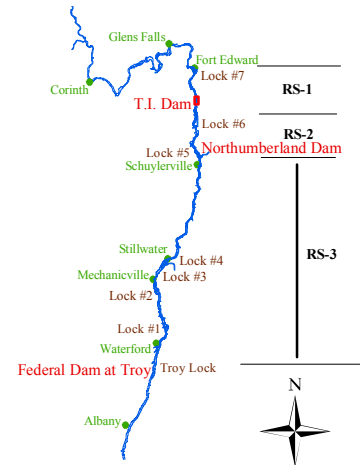 Glens Falls
Fort Edward
Lock #7
Corinth
RS-1
T.I. Dam
Lock #6
RS-2
Northumberland Dam
Lock #5
Schuylerville
Stillwater
Lock #4
RS-3
Mechanicville
Lock #3
Lock #2
Lock #1
Waterford
Federal Dam at Troy
Troy Lock
N
Albany